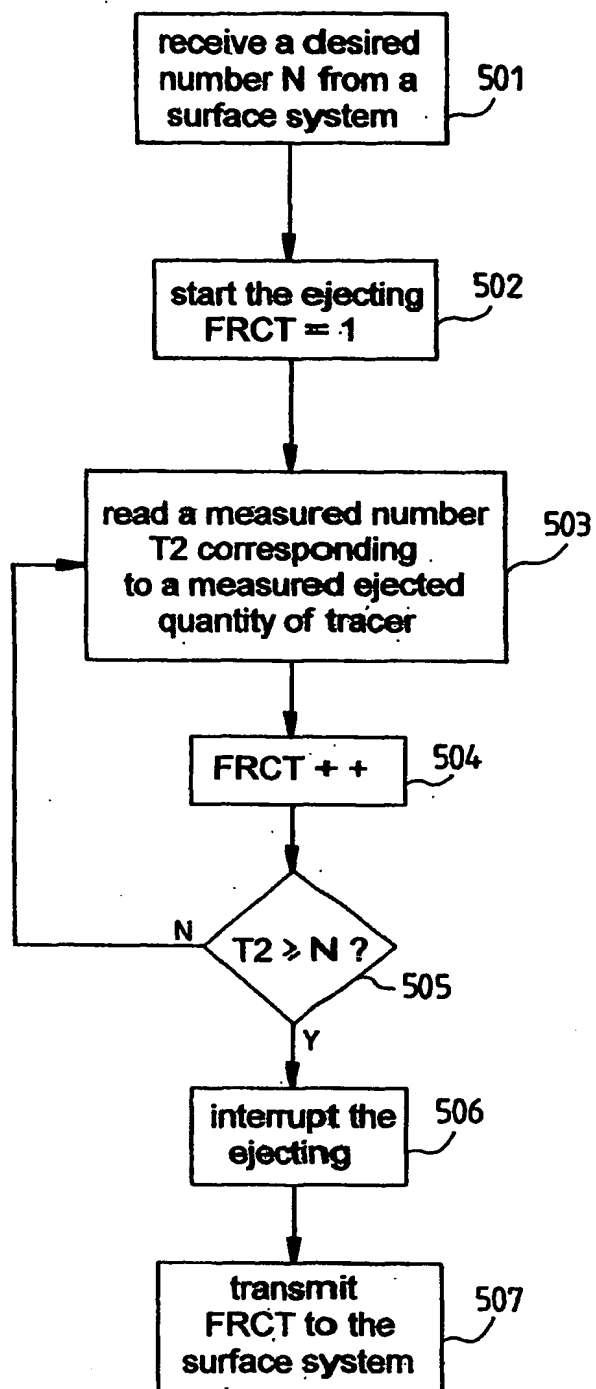 receive a desired
number N from a
surface system
501
start the ejecting
FRCT = 1
502
read a measured number
T2 corresponding
to a measured ejected
quantity of tracer
503
FRCT + +
504
N
T2 ⩾ N ?
505
Y
interrupt the
ejecting
506
transmit
FRCT to the
surface system
507